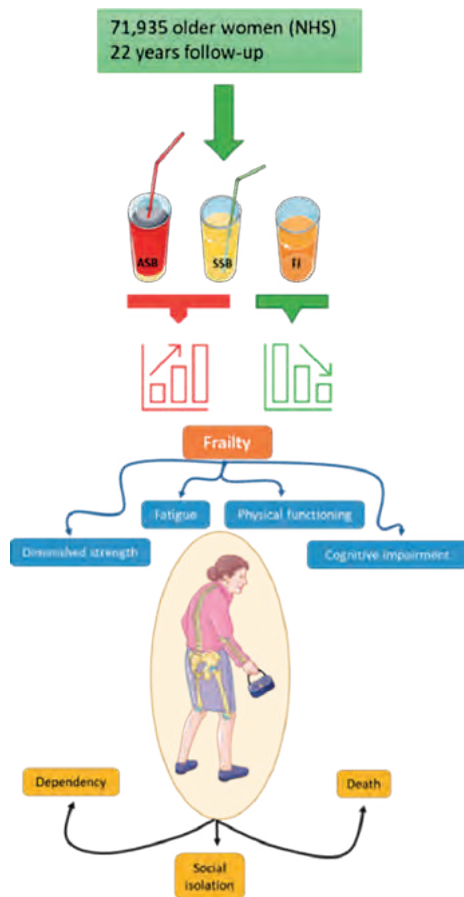 71,935 older women (NHS)
22 years follow-up
ASB
SSB
FJ
Frailty
Fatigue
Physical functioning
Diminished strength
Cognitive impairment
Dependency
Death
Social
isolation